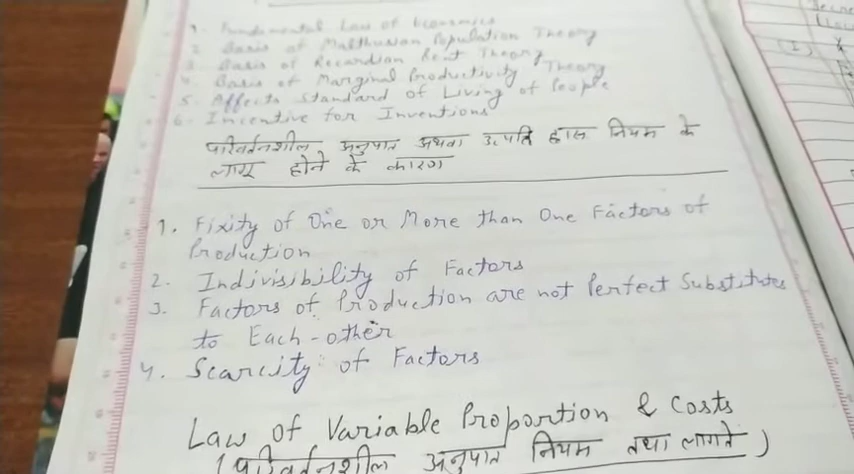 1. Fundamental Law of Economics
2. Basis of Malthusian Population Theory
3. Basis of Recardian Rent Theory
4. Basis of Marginal Productivity Theory
5. Affects Standard of Living of People
6. Incentive for Inventions
परिवर्तनशील अनुपात अथवा उत्पत्ति ह्रास नियम के
लागू होने के कारण
1. Fixity of One or More than One Factors of
Production
2. Indivisibility of Factors
3. Factors of Production are not Perfect Substitutes
to Each-other
4. Scarcity of Factors
Law of Variable Proportion & Costs
(परिवर्तनशील अनुपात नियम तथा लागतें)
(I)